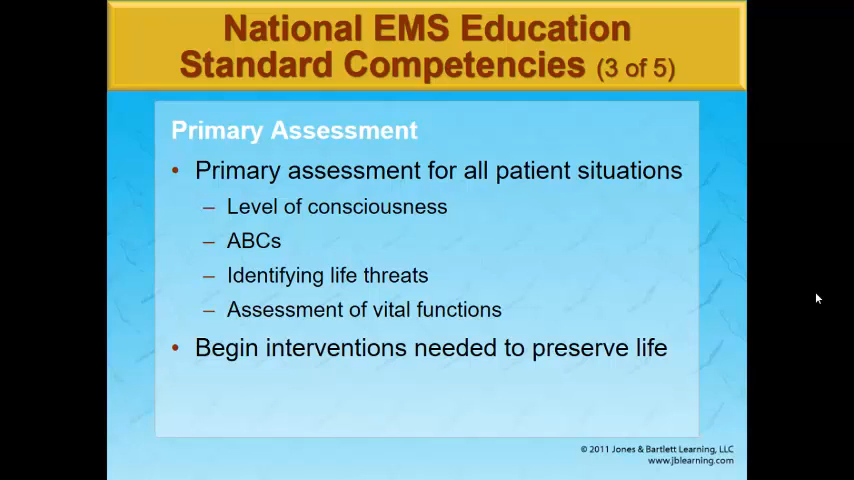 National EMS Education
Standard Competencies (3 of 5)
Primary Assessment
• Primary assessment for all patient situations
– Level of consciousness
– ABCs
– Identifying life threats
– Assessment of vital functions
• Begin interventions needed to preserve life
© 2011 Jones & Bartlett Learning, LLC
www.jblearning.com